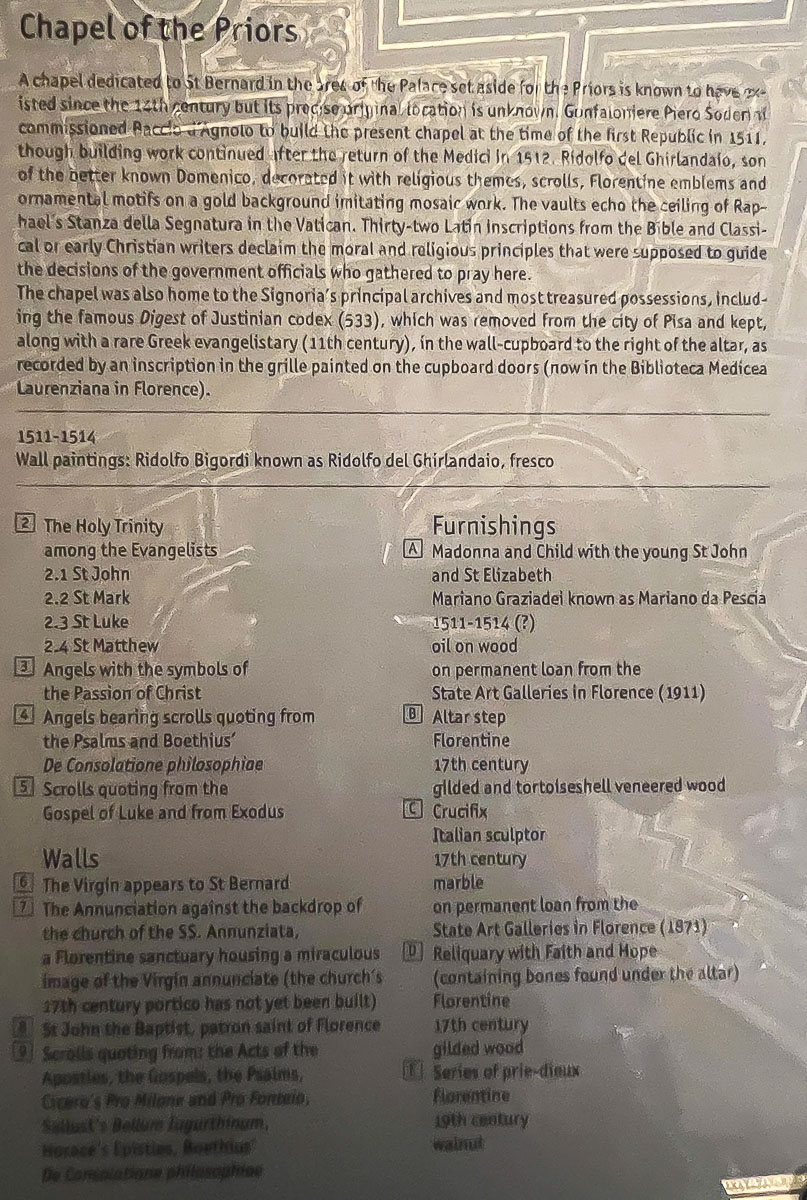 Chapel of the Priors
A chapel dedicated to St Bernard in the area of the Palace set aside for the Priors is known to have ex-
isted since the 14th century but its precise original location is unknown. Gonfaloniere Piero Soderini
commissioned Baccio d'Agnolo to build the present chapel at the time of the first Republic in 1511,
though building work continued after the return of the Medici in 1512. Ridolfo del Ghirlandaio, son
of the better known Domenico, decorated it with religious themes, scrolls, Florentine emblems and
ornamental motifs on a gold background imitating mosaic work. The vaults echo the ceiling of Rap-
hael's Stanza della Segnatura in the Vatican. Thirty-two Latin inscriptions from the Bible and Classi-
cal or early Christian writers declaim the moral and religious principles that were supposed to guide
the decisions of the government officials who gathered to pray here.
The chapel was also home to the Signoria's principal archives and most treasured possessions, includ-
ing the famous Digest of Justinian codex (533), which was removed from the city of Pisa and kept,
along with a rare Greek evangelistary (11th century), in the wall-cupboard to the right of the altar, as
recorded by an inscription in the grille painted on the cupboard doors (now in the Biblioteca Medicea
Laurenziana in Florence).
1511-1514
Wall paintings: Ridolfo Bigordi known as Ridolfo del Ghirlandaio, fresco
2 The Holy Trinity
among the Evangelists
2.1 St John
2.2 St Mark
2.3 St Luke
2.4 St Matthew
3 Angels with the symbols of
the Passion of Christ
4 Angels bearing scrolls quoting from
the Psalms and Boethius'
De Consolatione philosophiae
5 Scrolls quoting from the
Gospel of Luke and from Exodus
Walls
6 The Virgin appears to St Bernard
7 The Annunciation against the backdrop of
the church of the SS. Annunziata,
a Florentine sanctuary housing a miraculous
image of the Virgin annunciate (the church's
17th century portico has not yet been built)
8 St John the Baptist, patron saint of Florence
9 Scrolls quoting from: the Acts of the
Apostles, the Gospels, the Psalms,
Cicero's Pro Milone and Pro Fonteio,
Sallust's Bellum Iugurthinum,
Horace's Epistles, Boethius'
De Consolatione philosophiae
Furnishings
A Madonna and Child with the young St John
and St Elizabeth
Mariano Graziadei known as Mariano da Pescia
1511-1514 (?)
oil on wood
on permanent loan from the
State Art Galleries in Florence (1911)
B Altar step
Florentine
17th century
gilded and tortoiseshell veneered wood
C Crucifix
Italian sculptor
17th century
marble
on permanent loan from the
State Art Galleries in Florence (1873)
D Reliquary with Faith and Hope
(containing bones found under the altar)
Florentine
17th century
gilded wood
Series of prie-dieux
Florentine
19th century
walnut